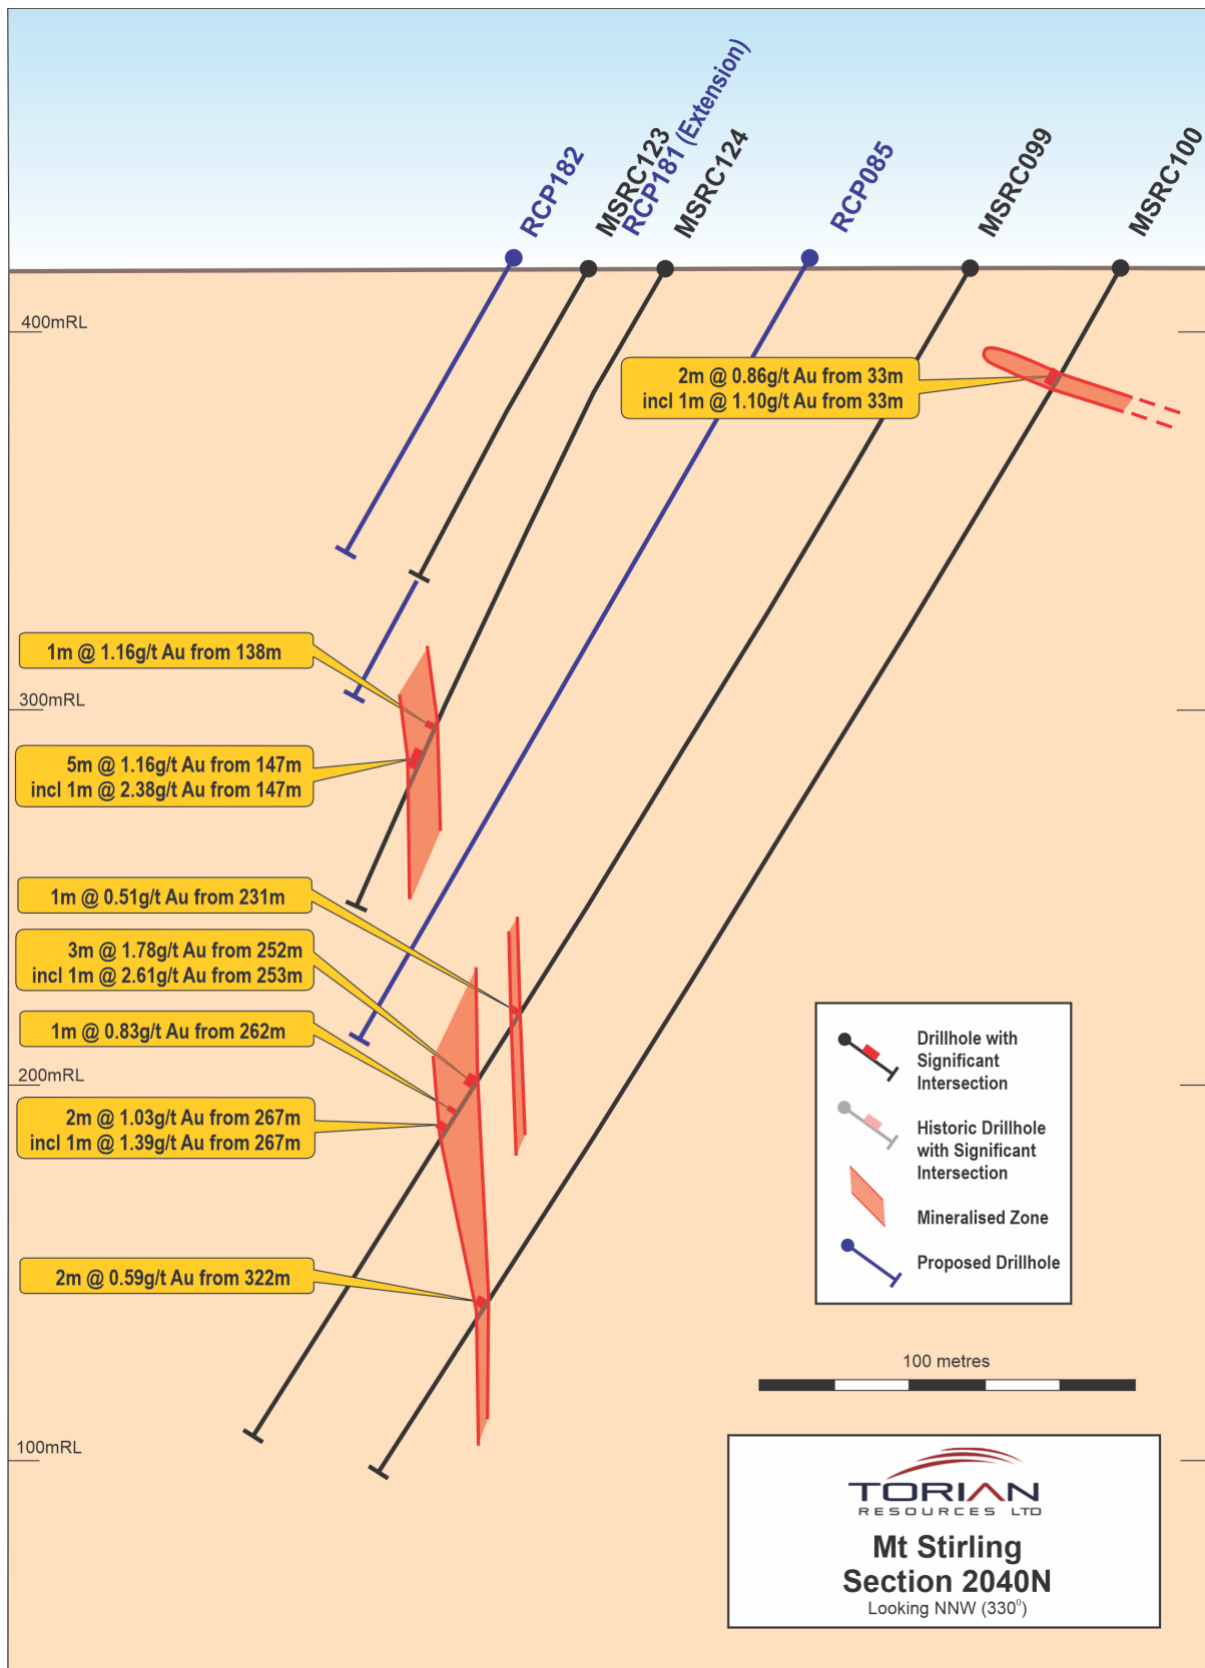 RCP182
MSRC123
RCP181 (Extension)
MSRC124
RCP085
MSRC099
MSRC100
400mRL
2m @ 0.86g/t Au from 33m
incl 1m @ 1.10g/t Au from 33m
1m @ 1.16g/t Au from 138m
300mRL
5m @ 1.16g/t Au from 147m
incl 1m @ 2.38g/t Au from 147m
1m @ 0.51g/t Au from 231m
3m @ 1.78g/t Au from 252m
incl 1m @ 2.61g/t Au from 253m
1m @ 0.83g/t Au from 262m
200mRL
2m @ 1.03g/t Au from 267m
incl 1m @ 1.39g/t Au from 267m
2m @ 0.59g/t Au from 322m
100mRL
Drillhole with
Significant
Intersection
Historic Drillhole
with Significant
Intersection
Mineralised Zone
Proposed Drillhole
100 metres
TORIAN
RESOURCES LTD
Mt Stirling
Section 2040N
Looking NNW (330⁰)